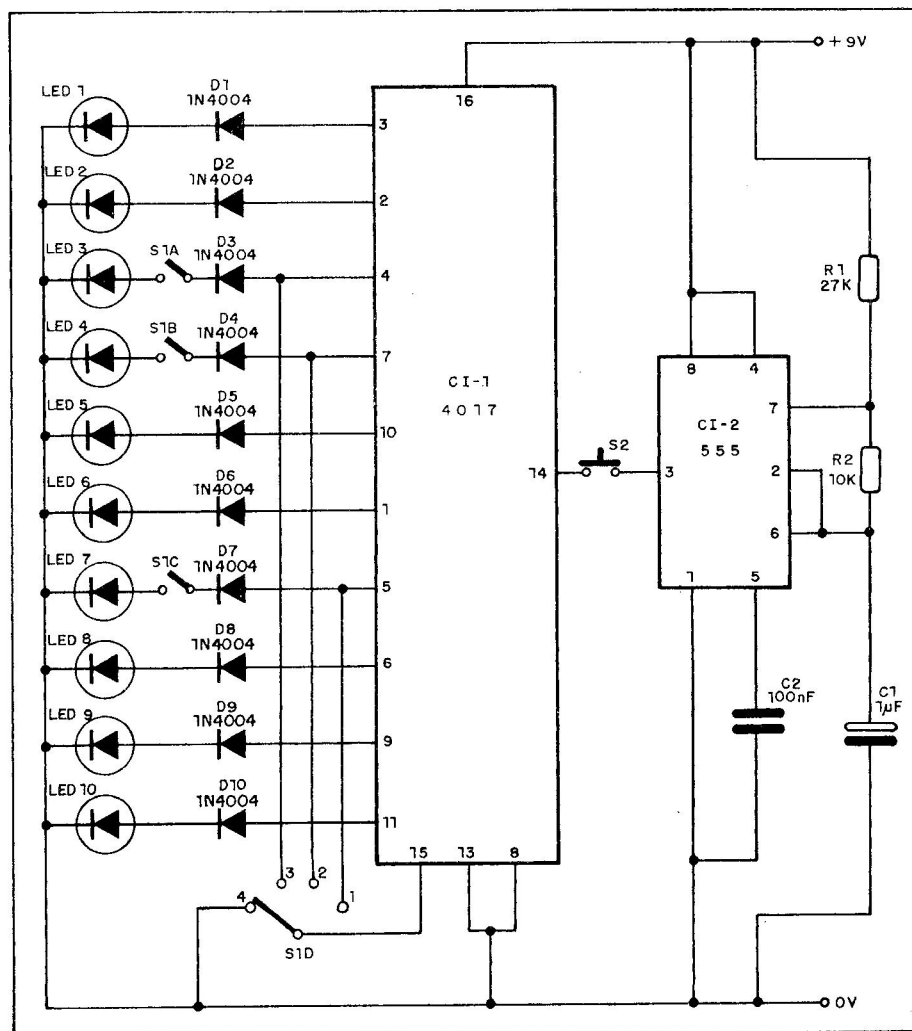 +9V
LED 1
D1
1N4004
3
16
LED 2
D2
1N4004
2
LED 3
S1A
D3
1N4004
4
R1
27K
LED 4
S1B
D4
1N4004
7
CI-1
4017
8
4
LED 5
D5
1N4004
10
7
CI-2
555
R2
10K
S2
14
3
2
LED 6
D6
1N4004
1
6
LED 7
S1C
D7
1N4004
5
1
5
LED 8
D8
1N4004
6
C2
100nF
C1
1µF
LED 9
D9
1N4004
9
LED 10
D10
1N4004
11
15
13
8
3
2
1
4
S1D
0V